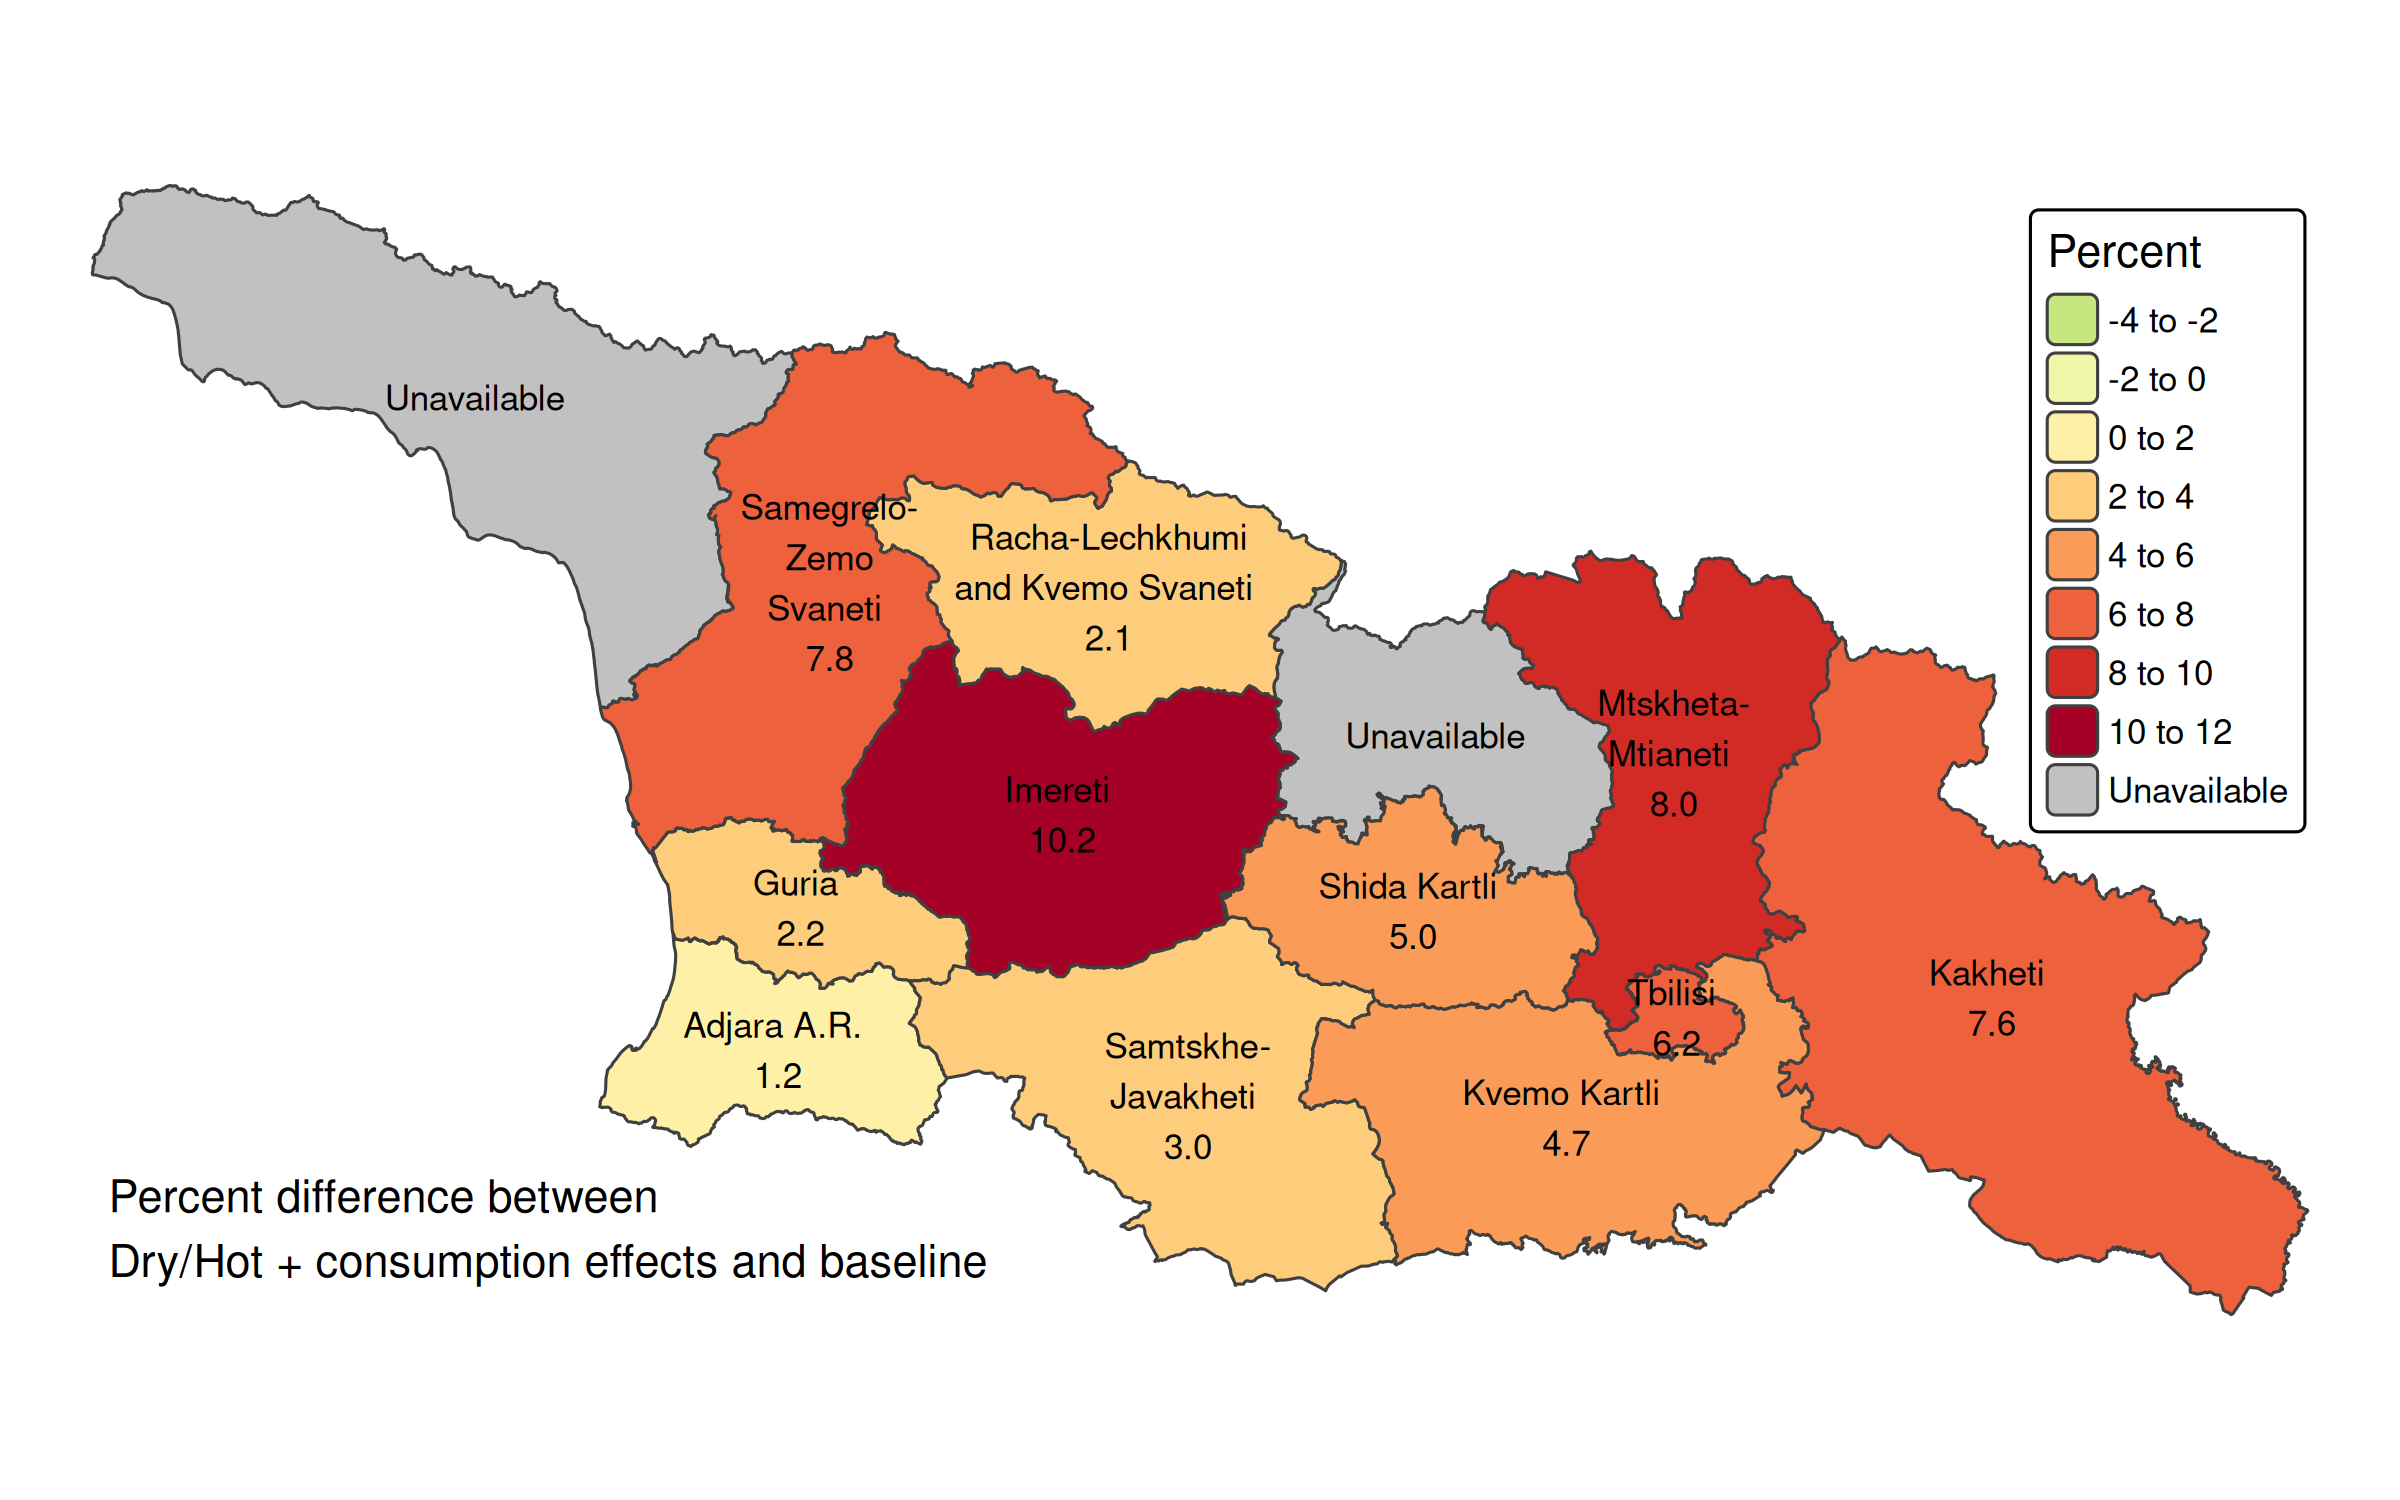 Unavailable
Samegrelo-
Zemo
Svaneti
7.8
Racha-Lechkhumi
and Kvemo Svaneti
2.1
Unavailable
Mtskheta-
Mtianeti
8.0
Imereti
10.2
Guria
2.2
Shida Kartli
5.0
Adjara A.R.
1.2
Samtskhe-
Javakheti
3.0
Tbilisi
6.2
Kvemo Kartli
4.7
Kakheti
7.6
Percent
-4 to -2
-2 to 0
0 to 2
2 to 4
4 to 6
6 to 8
8 to 10
10 to 12
Unavailable
Percent difference between
Dry/Hot + consumption effects and baseline